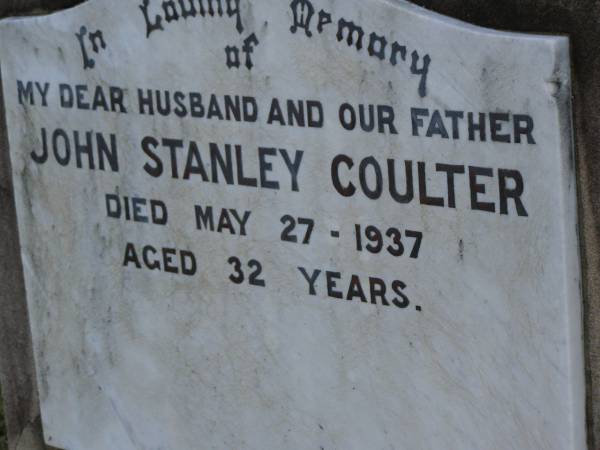 In Loving Memory
of
MY DEAR HUSBAND AND OUR FATHER
JOHN STANLEY COULTER
DIED MAY 27 - 1937
AGED 32 YEARS.